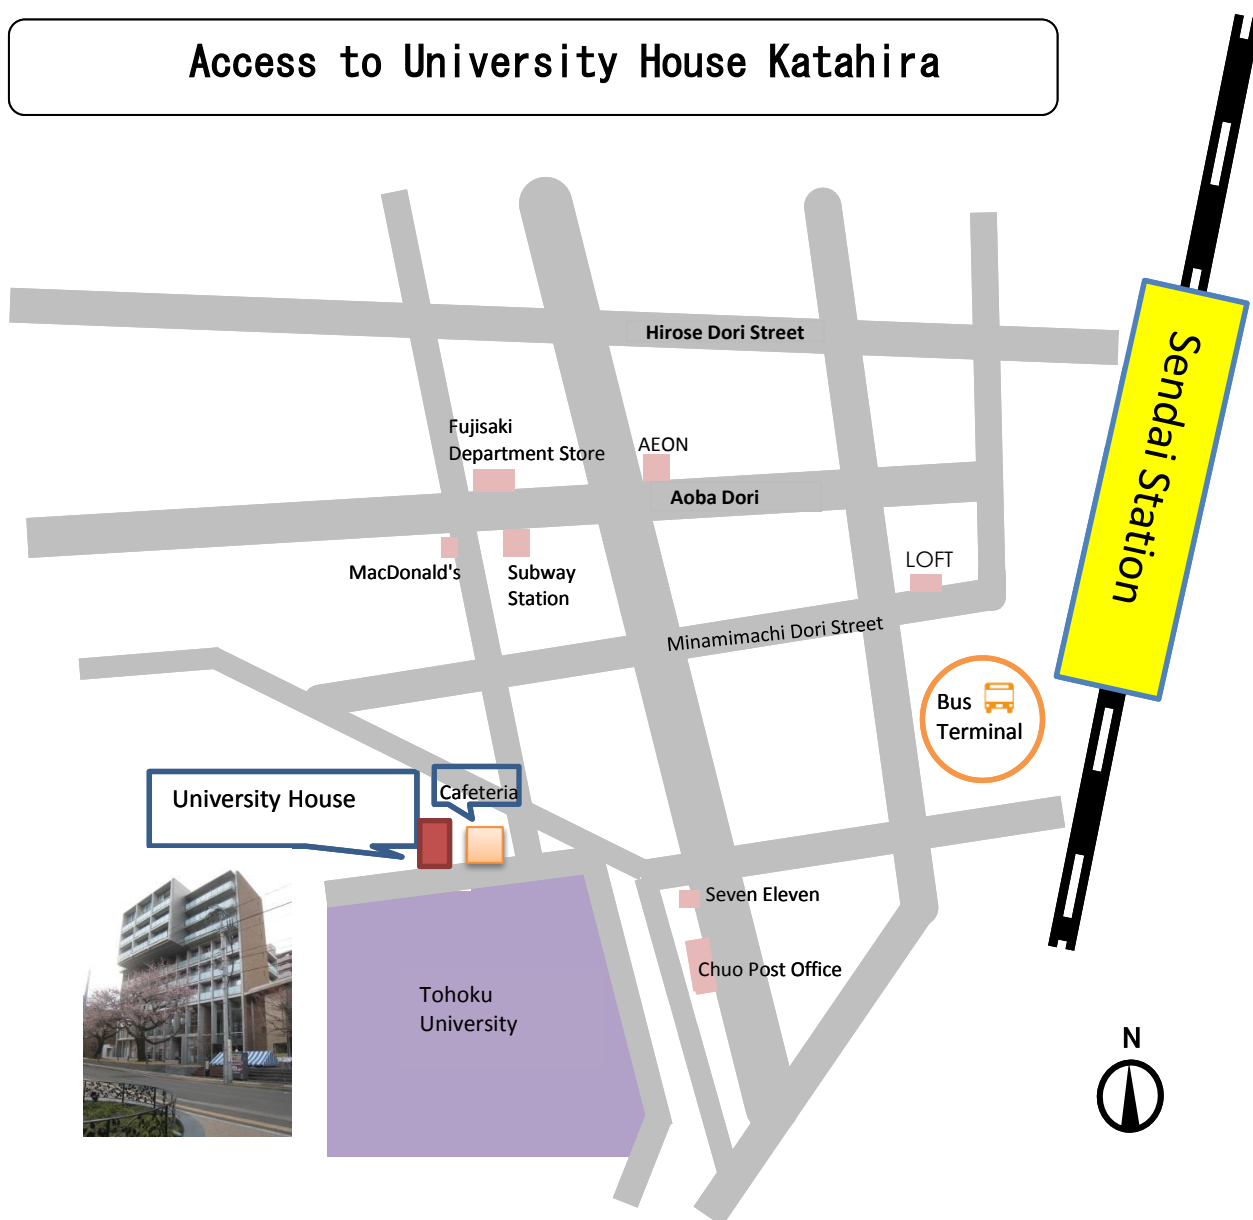 Access to University House Katahira
Hirose Dori Street
Sendai Station
Fujisaki
Department Store
AEON
Aoba Dori
MacDonald's
Subway
Station
LOFT
Minamimachi Dori Street
Bus
Terminal
University House
Cafeteria
Seven Eleven
Chuo Post Office
Tohoku
University
N